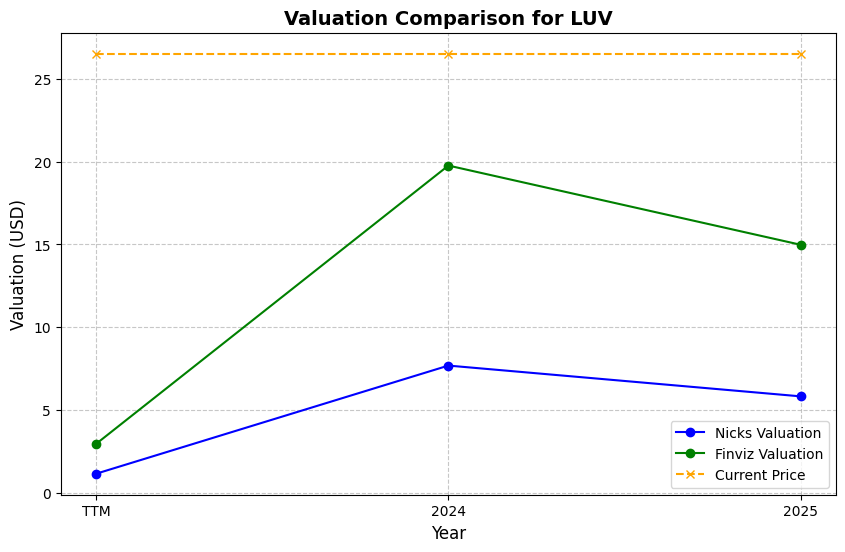 Valuation Comparison for LUV
Valuation (USD)
25
20
15
10
5
0
TTM
2024
2025
Year
Nicks Valuation
Finviz Valuation
Current Price